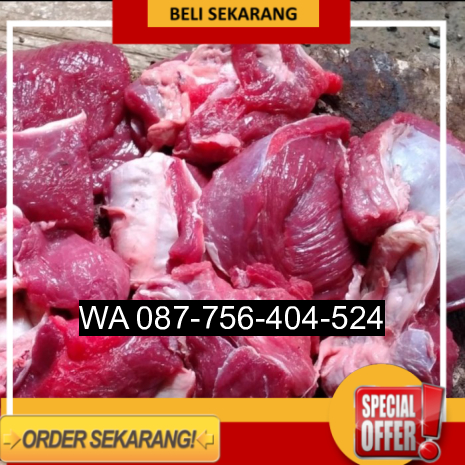 BELI SEKARANG
WA 087-756-404-524
ORDER SEKARANG!
SPECIAL
OFFER